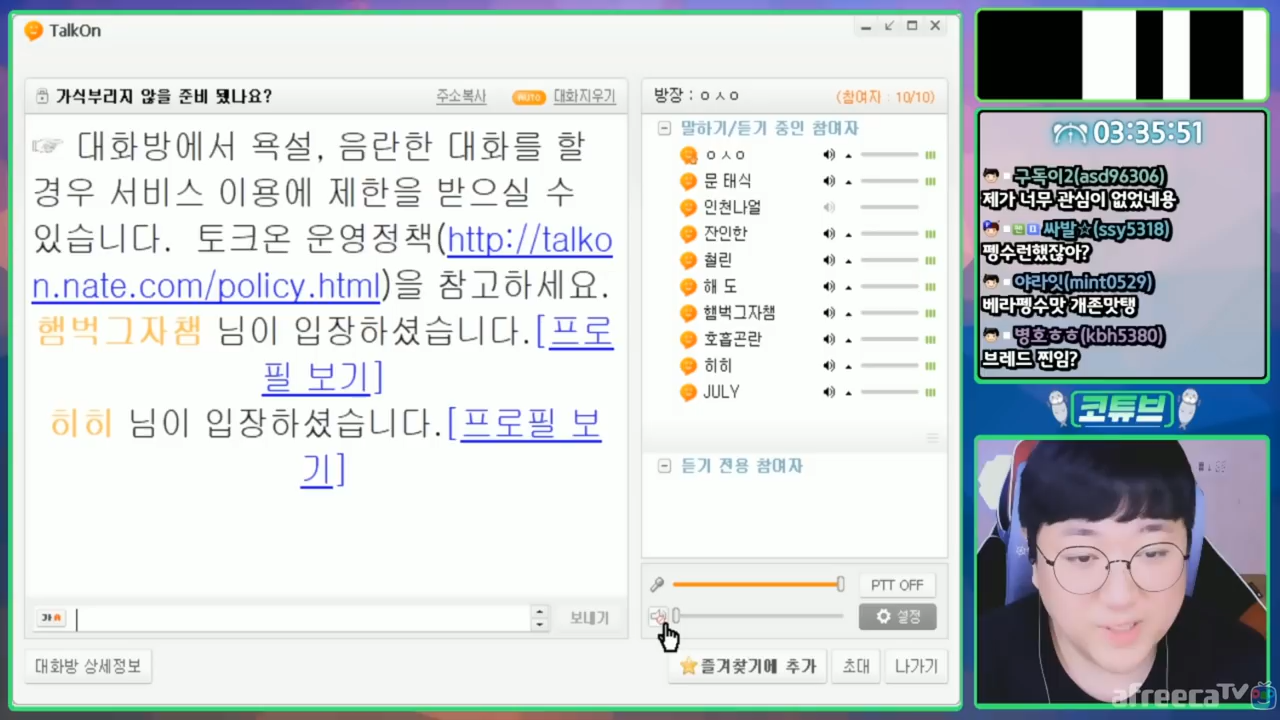 TalkOn
가식부리지 않을 준비 됐나요?
주소복사
AUTO
대화지우기
☞ 대화방에서 욕설, 음란한 대화를 할
경우 서비스 이용에 제한을 받으실 수
있습니다. 토크온 운영정책(http://talko
n.nate.com/policy.html)을 참고하세요.
햄벅그자챔 님이 입장하셨습니다.[프로
필 보기]
히히 님이 입장하셨습니다.[프로필 보
기]
가
보내기
대화방 상세정보
방장 : ㅇㅅㅇ
(참여자 : 10/10)
말하기/듣기 중인 참여자
ㅇㅅㅇ
문 태식
인천나얼
잔인한
철린
해 도
햄벅그자챔
호흡곤란
히히
JULY
듣기 전용 참여자
PTT OFF
설정
즐겨찾기에 추가
초대
나가기
03:35:51
구독이2(asd96306)
제가 너무 관심이 없었네용
싸발☆(ssy5318)
펭수런했잖아?
야라잇(mint0529)
베라펭수맛 개존맛탱
병호ㅎㅎ(kbh5380)
브레드 찐임?
코튜브
afreecaTV